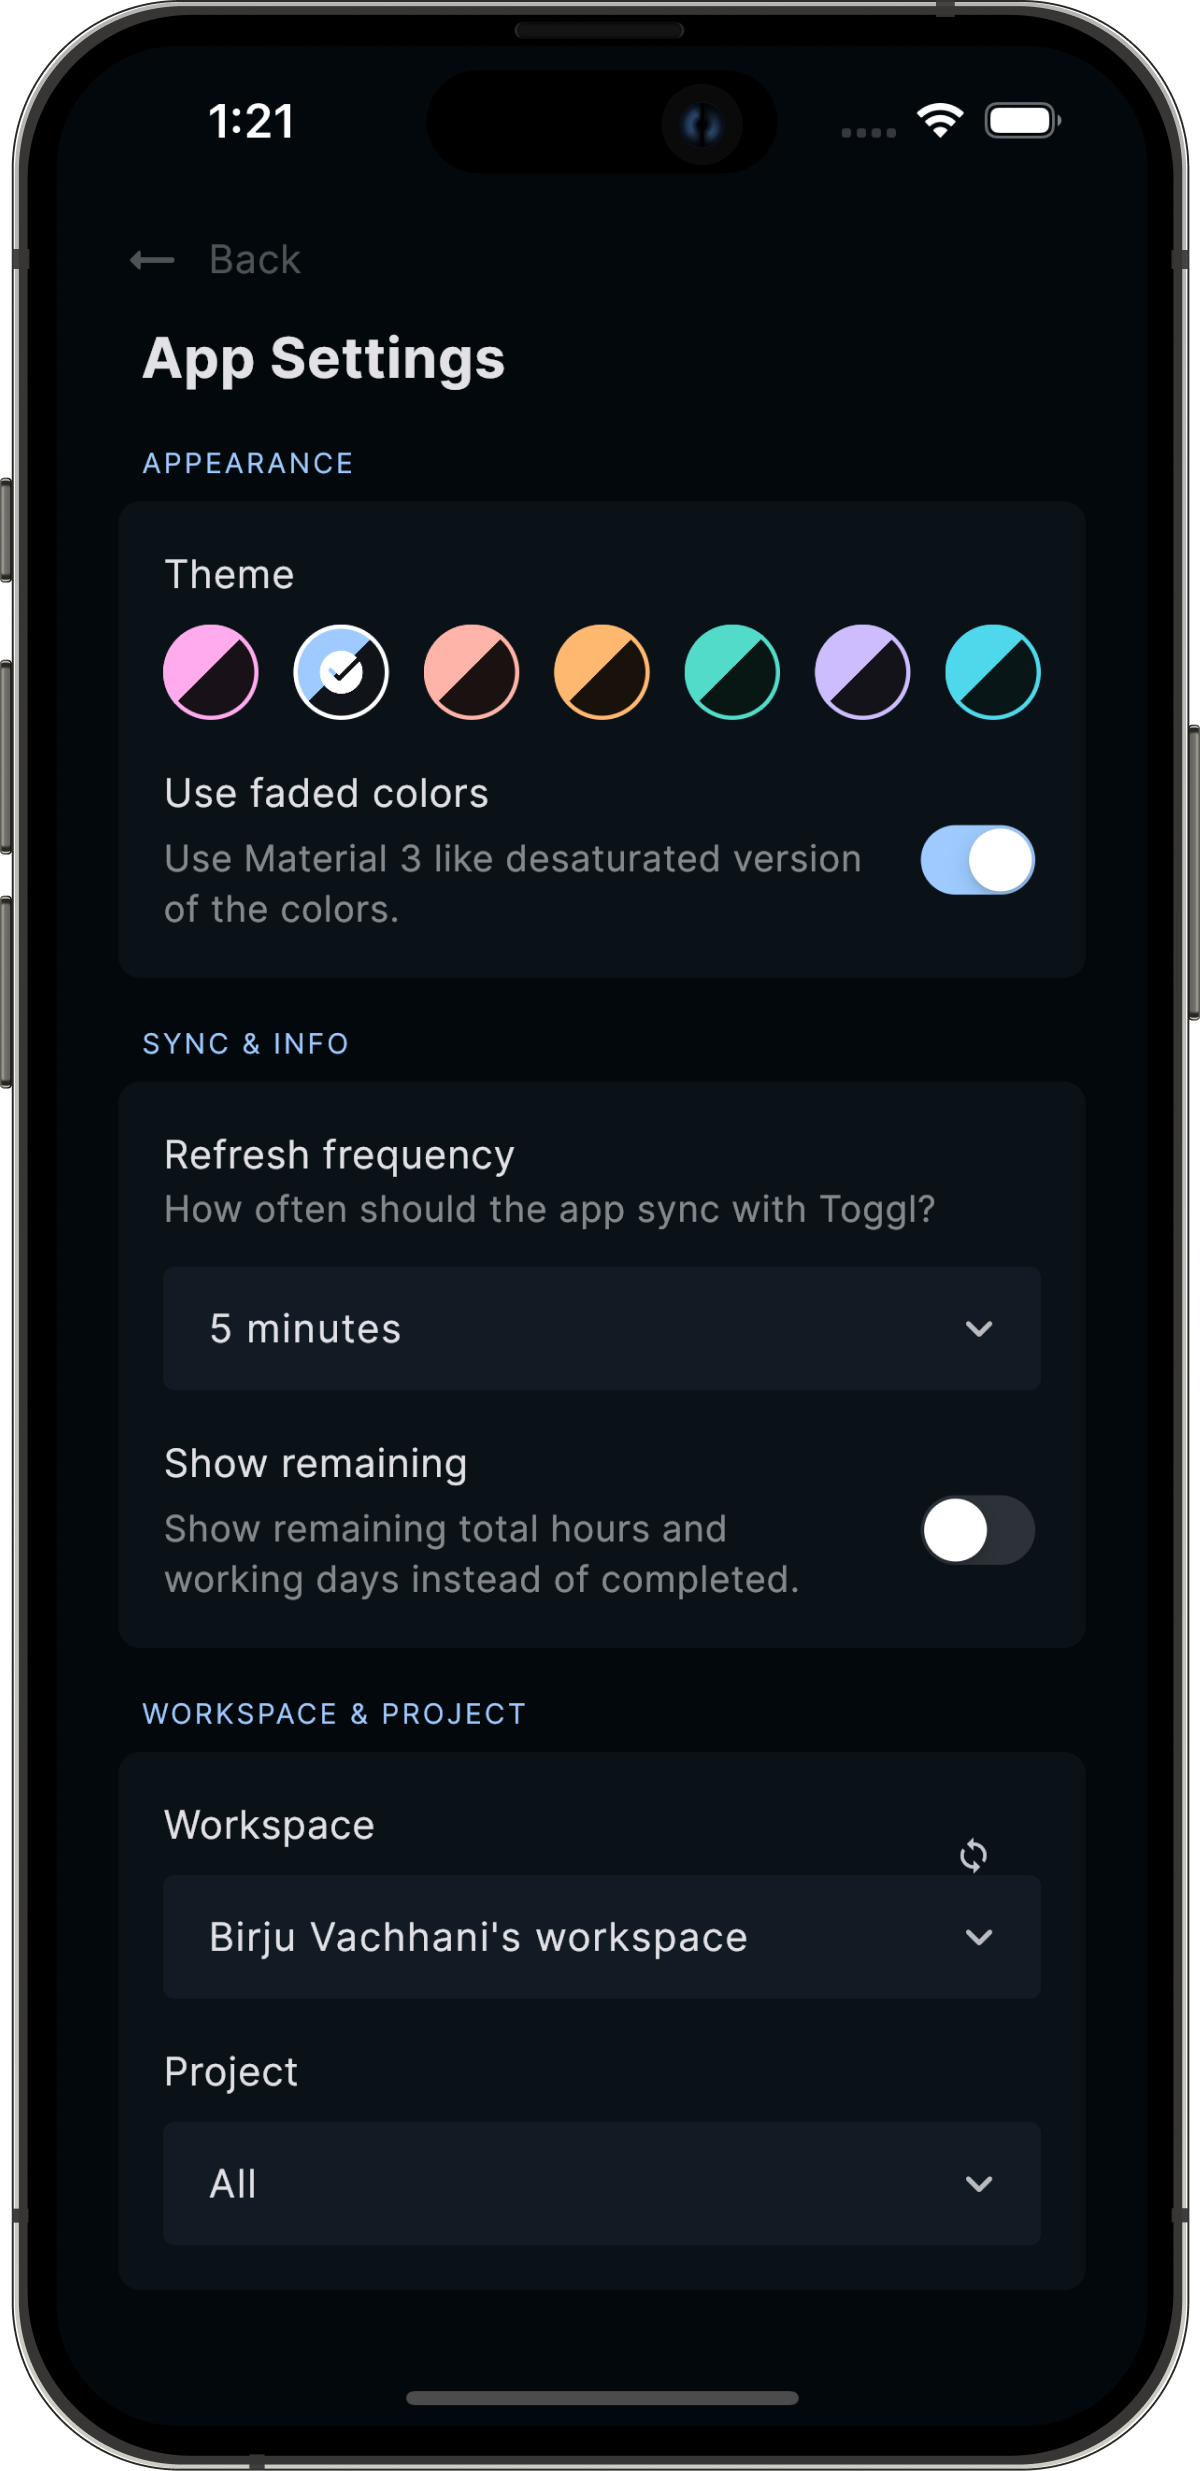 1:21
Back
App Settings
APPEARANCE
Theme
Use faded colors
Use Material 3 like desaturated version
of the colors.
SYNC & INFO
Refresh frequency
How often should the app sync with Toggl?
5 minutes
Show remaining
Show remaining total hours and
working days instead of completed.
WORKSPACE & PROJECT
Workspace
Birju Vachhani's workspace
Project
All